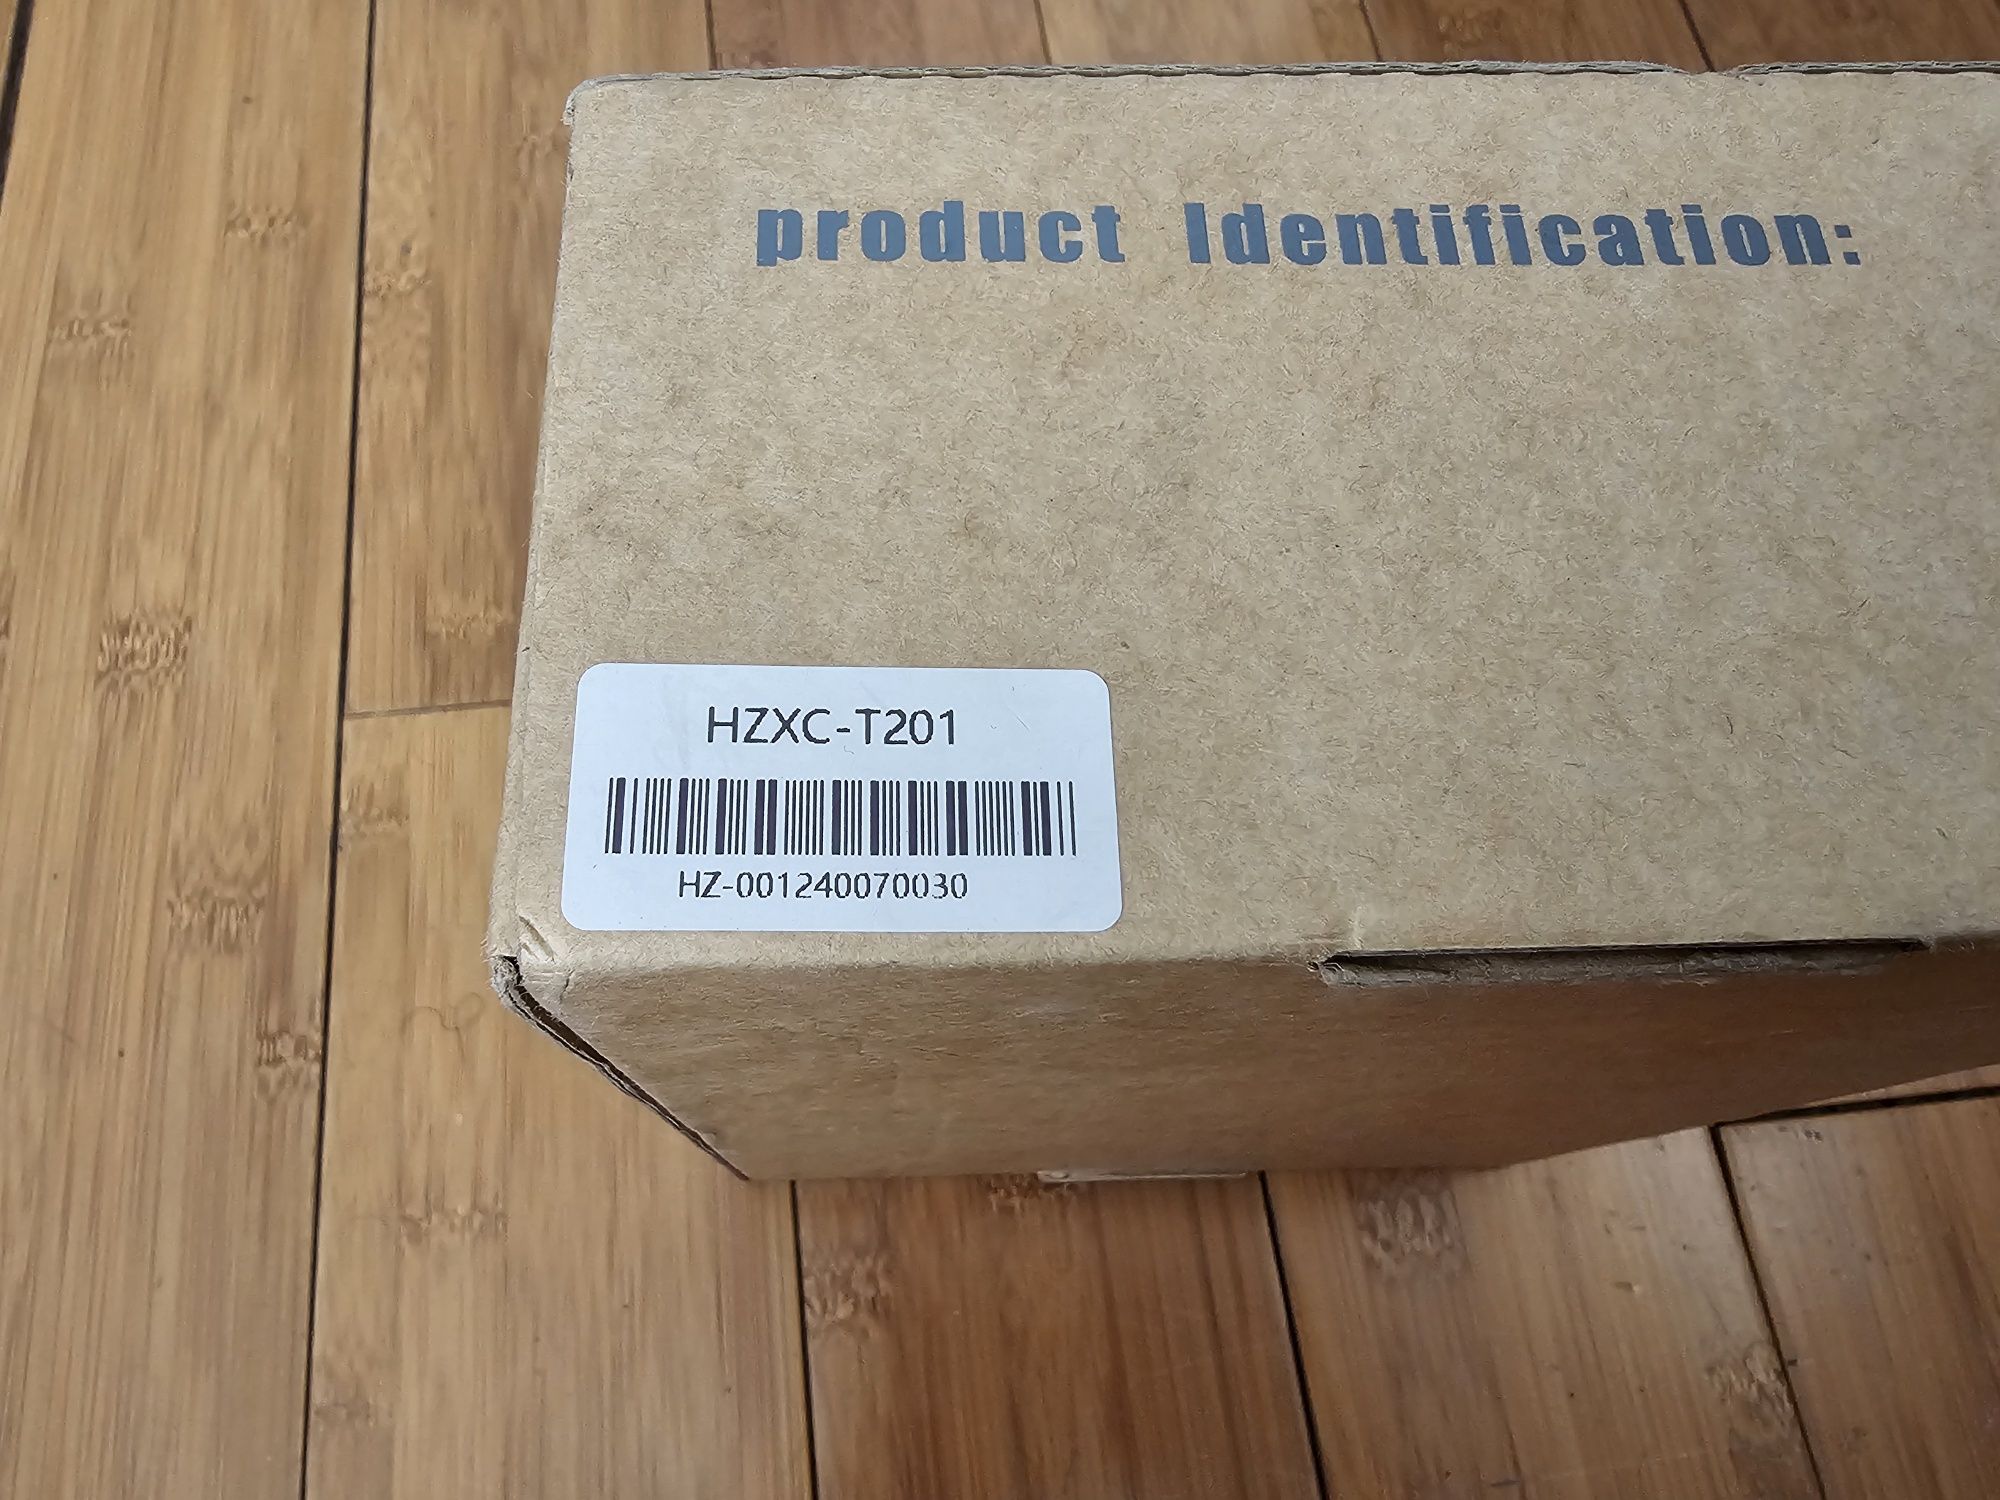 product Identification:
HZXC-T201
HZ-001240070030